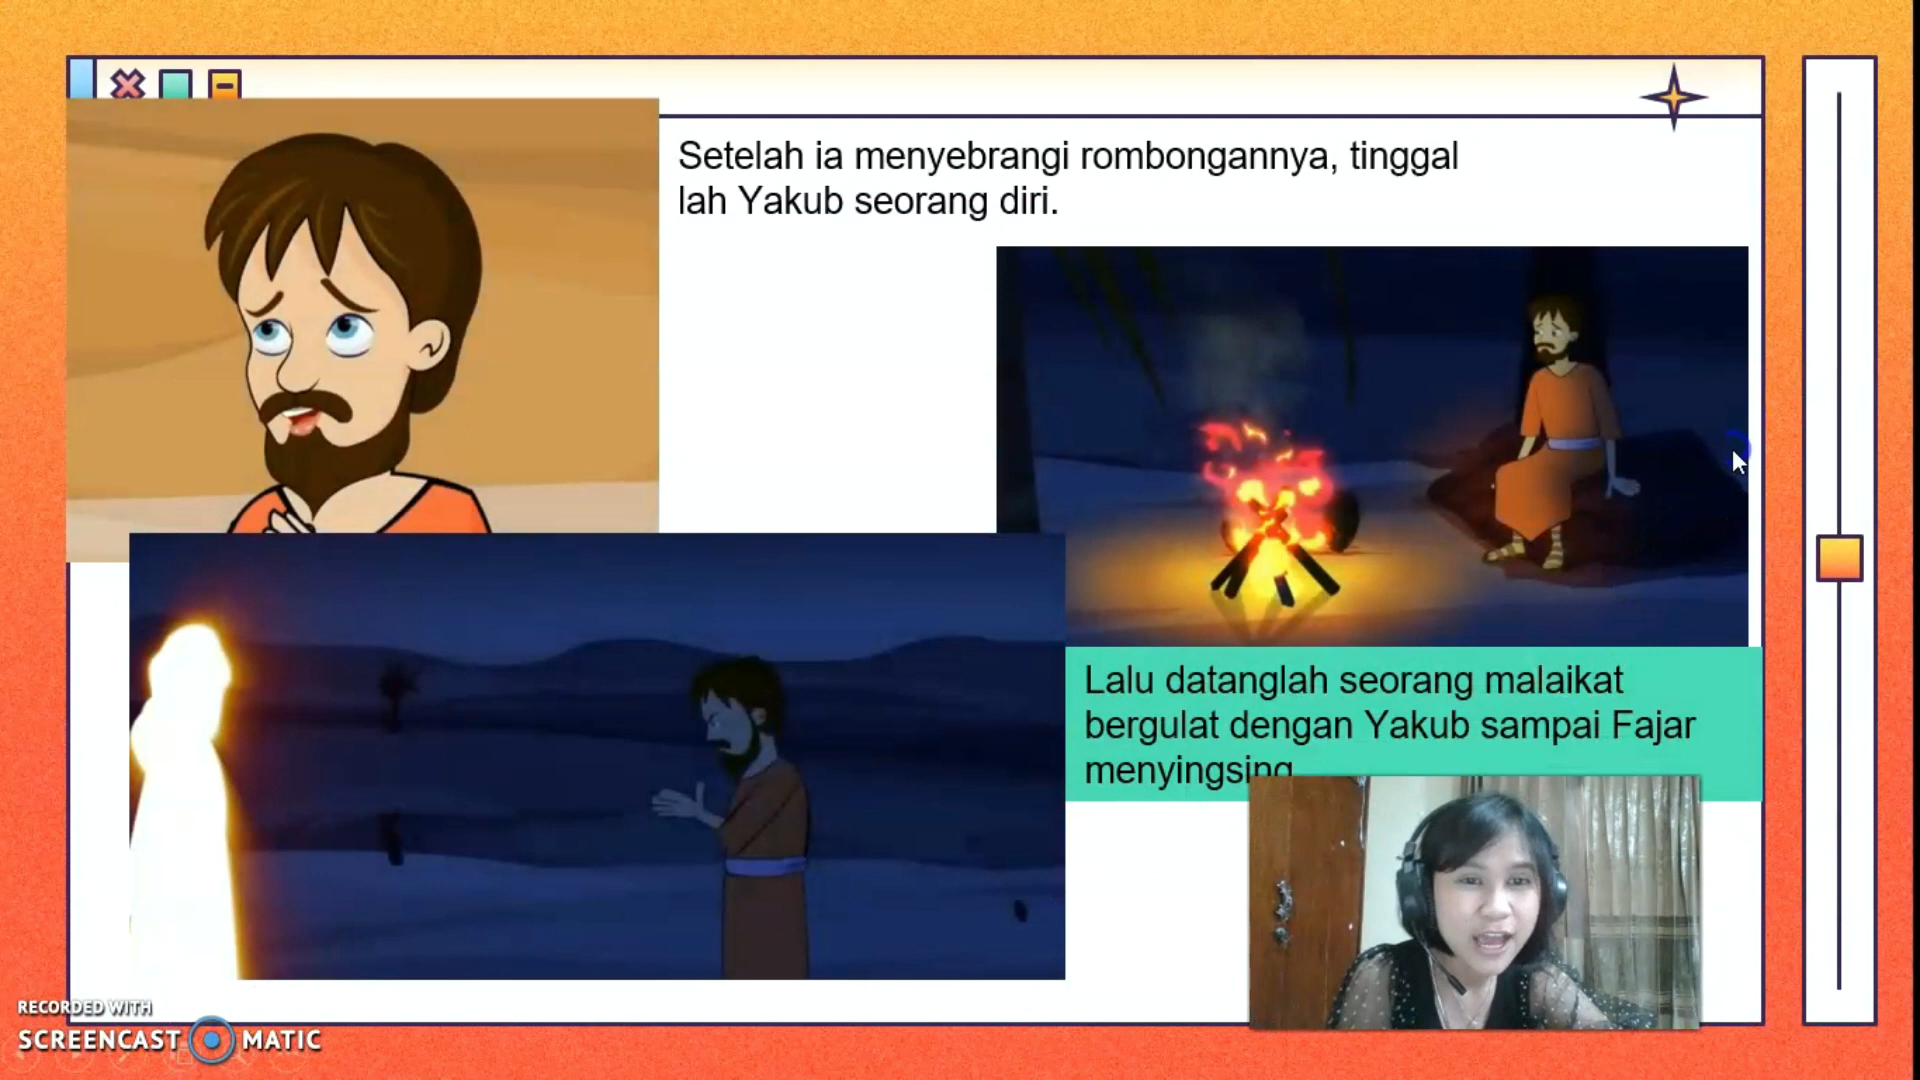 Setelah ia menyebrangi rombongannya, tinggal
lah Yakub seorang diri.
Lalu datanglah seorang malaikat
bergulat dengan Yakub sampai Fajar
menyingsing
RECORDED WITH
SCREENCAST MATIC